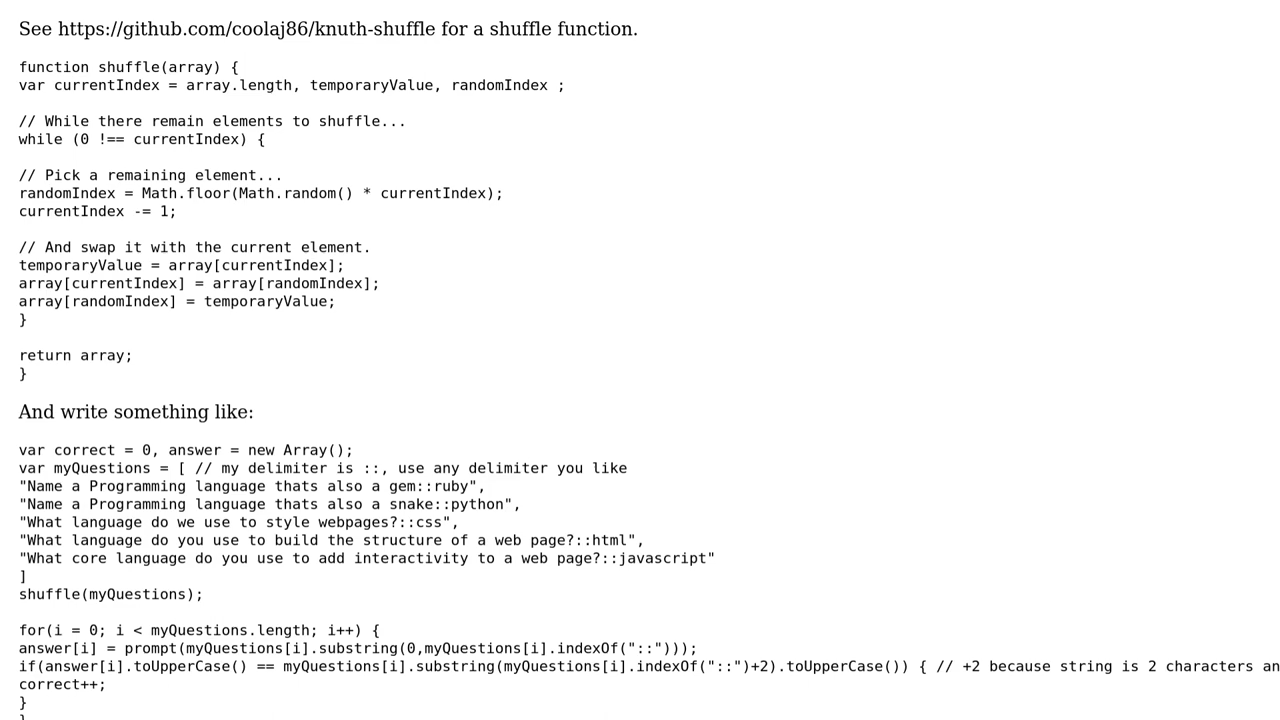 See https://github.com/coolaj86/knuth-shuffle for a shuffle function.
function shuffle(array) {
var currentIndex = array.length, temporaryValue, randomIndex ;
// While there remain elements to shuffle...
while (0 !== currentIndex) {
// Pick a remaining element...
randomIndex = Math.floor(Math.random() * currentIndex);
currentIndex -= 1;
// And swap it with the current element.
temporaryValue = array[currentIndex];
array[currentIndex] = array[randomIndex];
array[randomIndex] = temporaryValue;
}
return array;
}
And write something like:
var correct = 0, answer = new Array();
var myQuestions = [ // my delimiter is ::, use any delimiter you like
"Name a Programming language thats also a gem::ruby",
"Name a Programming language thats also a snake::python",
"What language do we use to style webpages?::css",
"What language do you use to build the structure of a web page?::html",
"What core language do you use to add interactivity to a web page?::javascript"
]
shuffle(myQuestions);
for(i = 0; i < myQuestions.length; i++) {
answer[i] = prompt(myQuestions[i].substring(0,myQuestions[i].indexOf("::")));
if(answer[i].toUpperCase() == myQuestions[i].substring(myQuestions[i].indexOf("::")+2).toUpperCase()) { // +2 because string is 2 characters an
correct++;
}
}